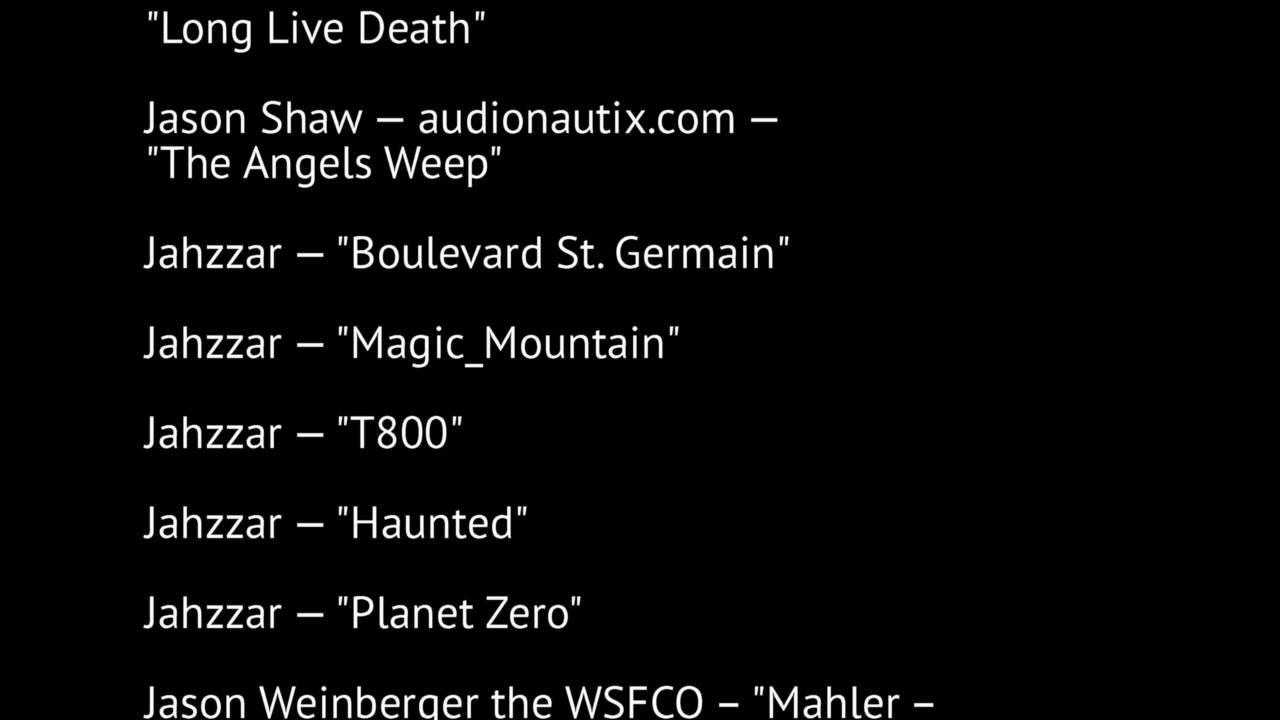 "Long Live Death"
Jason Shaw — audionautix.com —
"The Angels Weep"
Jahzzar — "Boulevard St. Germain"
Jahzzar — "Magic_Mountain"
Jahzzar — "T800"
Jahzzar — "Haunted"
Jahzzar — "Planet Zero"
Jason Weinberger the WSFCO – "Mahler –